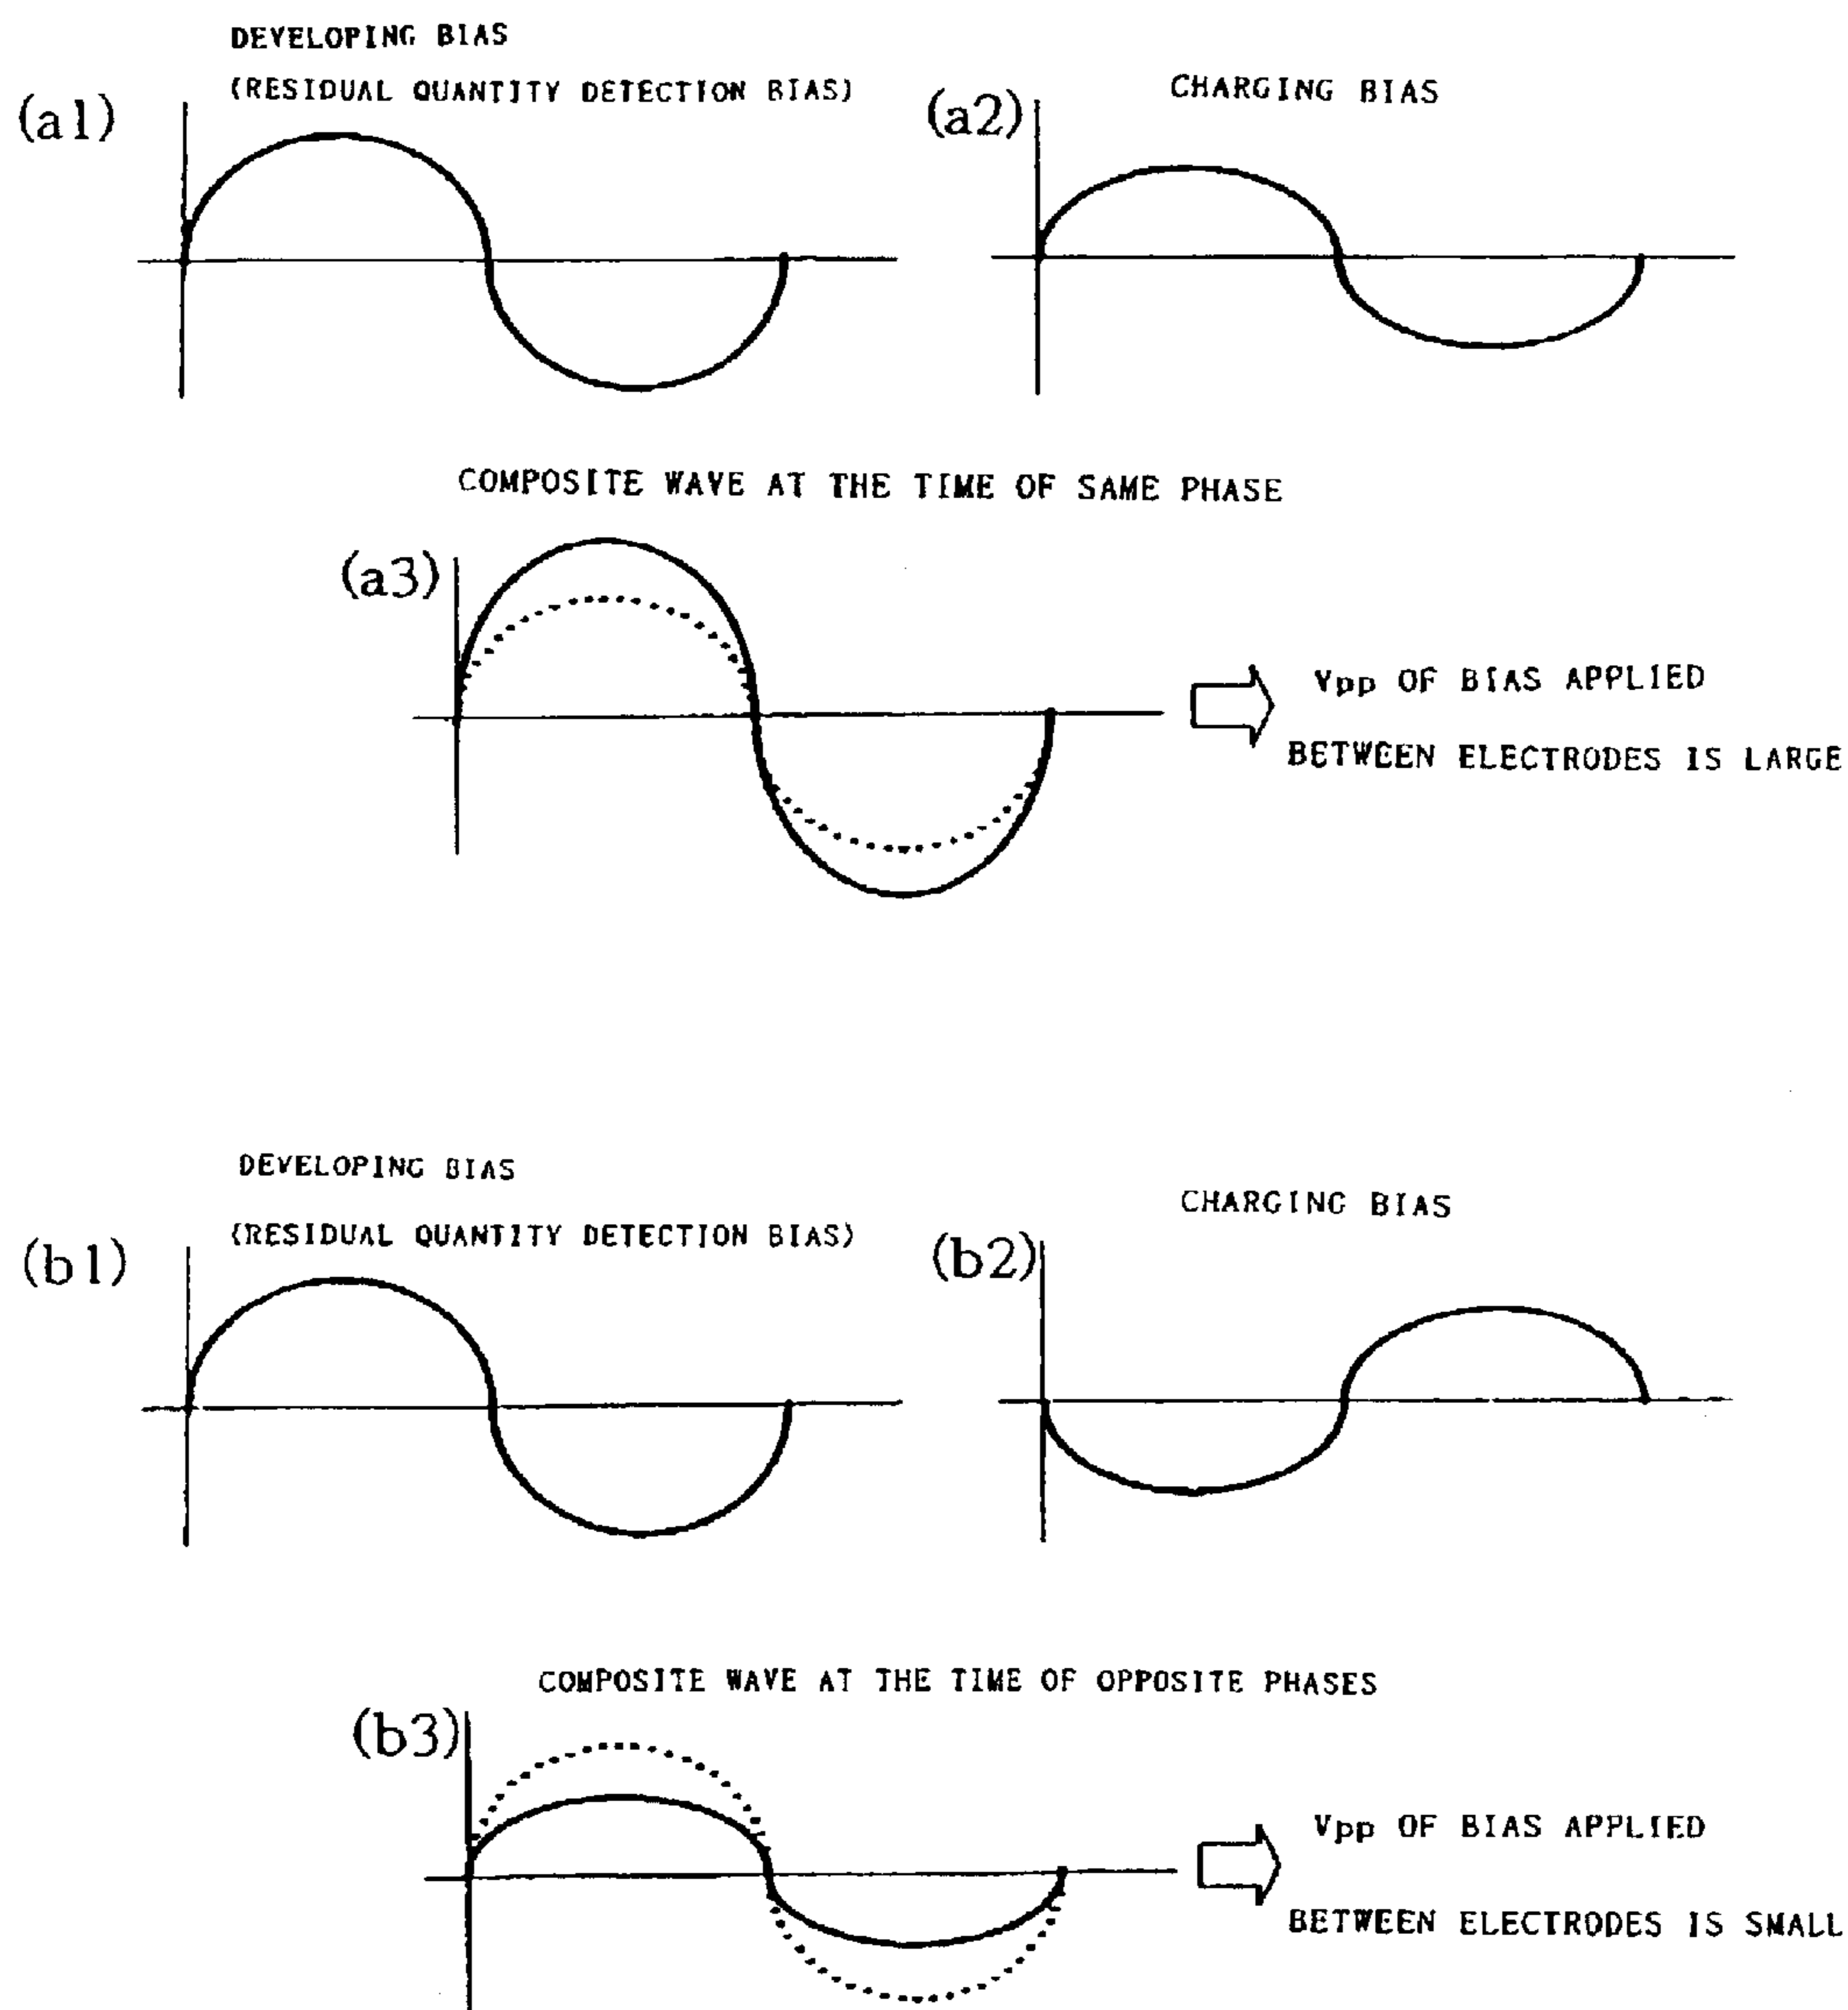 DEVELOPING BIAS
(RESIDUAL QUANTITY DETECTION BIAS)
(a1)
CHARGING BIAS
(a2)
COMPOSITE WAVE AT THE TIME OF SAME PHASE
(a3)
Vpp OF BIAS APPLIED
BETWEEN ELECTRODES IS LARGE
DEVELOPING BIAS
(RESIDUAL QUANTITY DETECTION BIAS)
(b1)
CHARGING BIAS
(b2)
COMPOSITE WAVE AT THE TIME OF OPPOSITE PHASES
(b3)
Vpp OF BIAS APPLIED
BETWEEN ELECTRODES IS SMALL